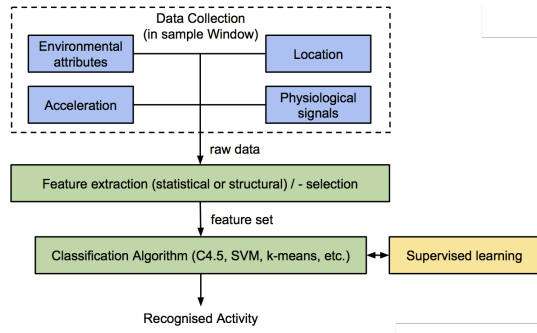 Data Collection
(in sample Window)
Environmental
attributes
Location
Acceleration
Physiological
signals
raw data
Feature extraction (statistical or structural) / - selection
feature set
Classification Algorithm (C4.5, SVM, k-means, etc.)
Supervised learning
Recognised Activity